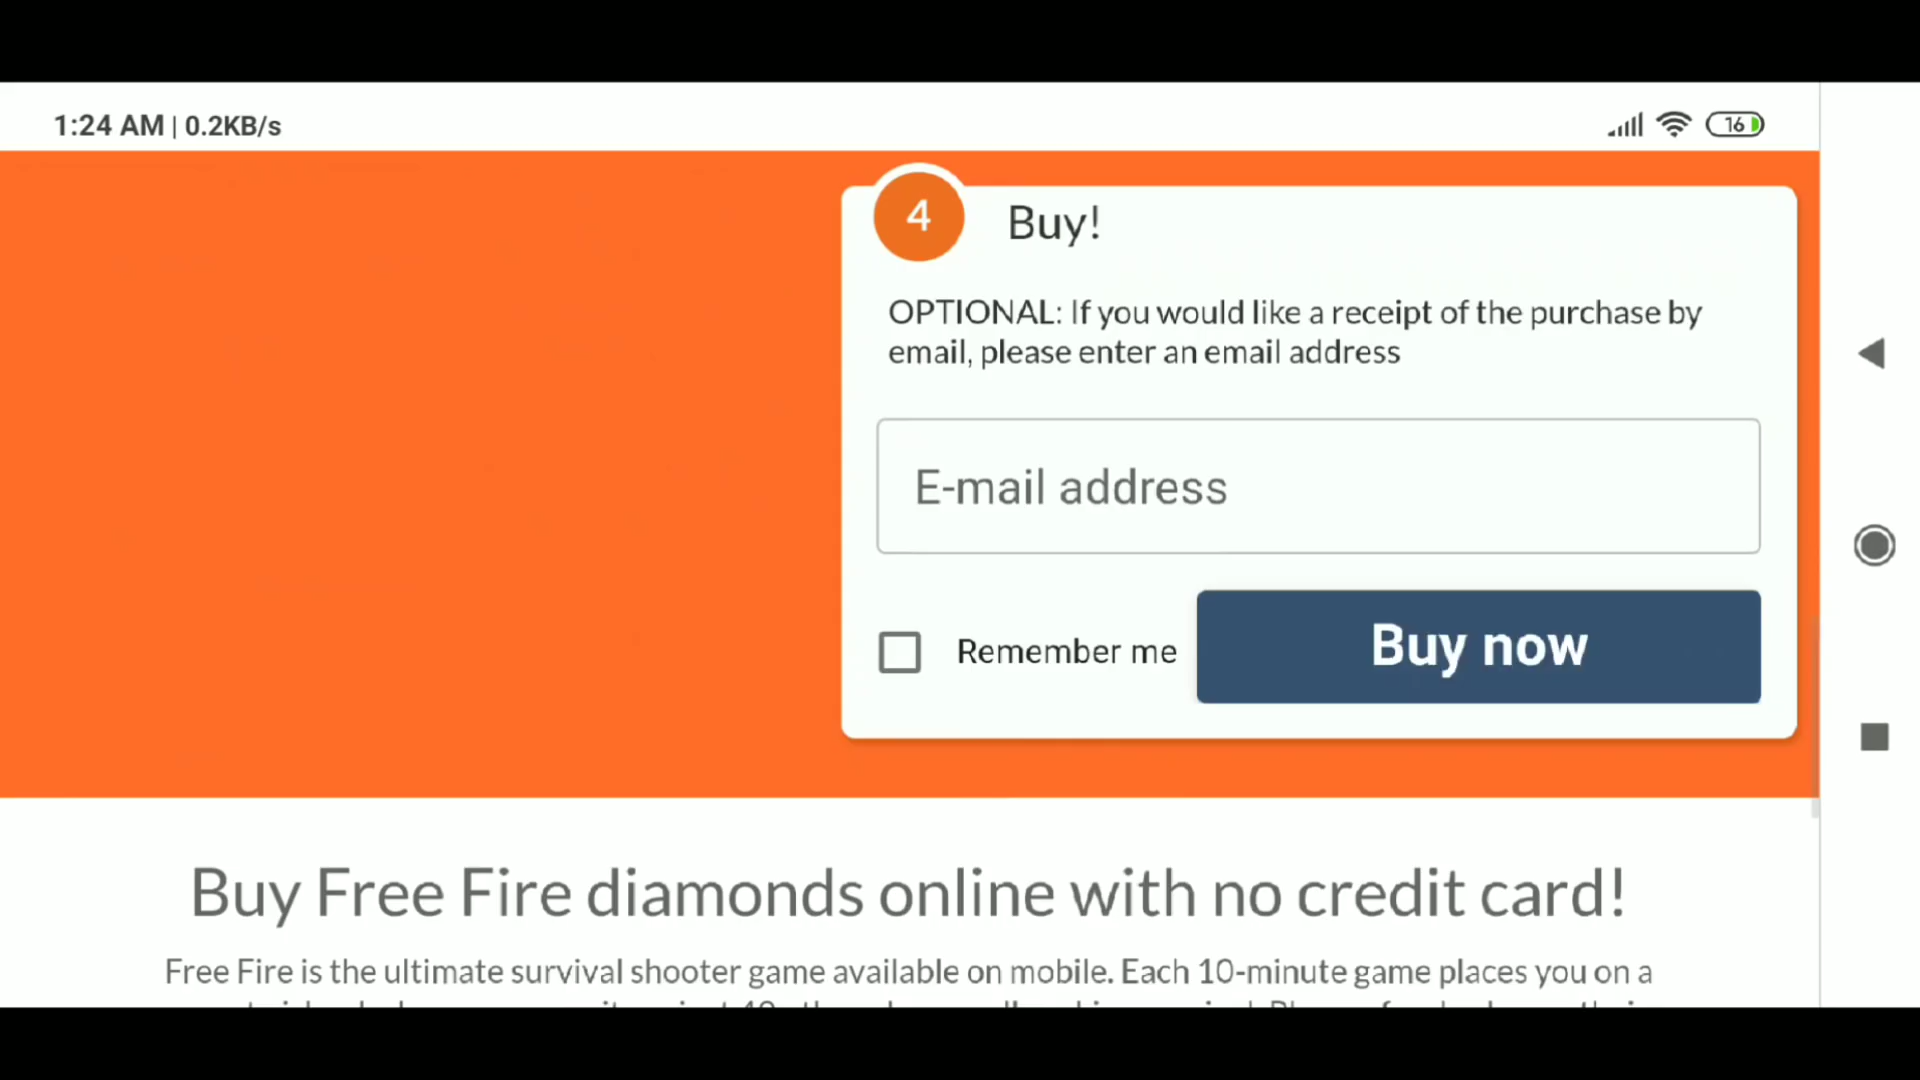 1:24 AM | 0.2KB/s
16
4
Buy!
OPTIONAL: If you would like a receipt of the purchase by
email, please enter an email address
E-mail address
Remember me
Buy now
Buy Free Fire diamonds online with no credit card!
Free Fire is the ultimate survival shooter game available on mobile. Each 10-minute game places you on a